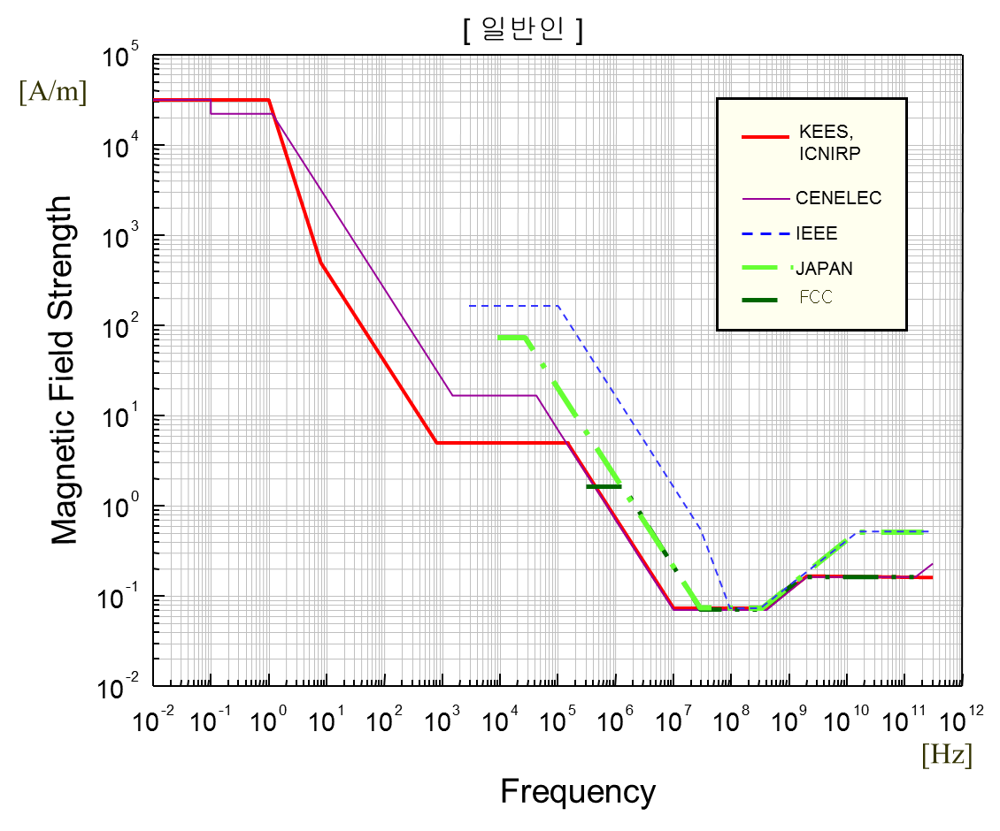 [ 일반인 ]
[A/m]
Magnetic Field Strength
10^5
10^4
10^3
10^2
10^1
10^0
10^-1
10^-2
KEES,
ICNIRP
CENELEC
IEEE
JAPAN
FCC
10^-2 10^-1 10^0 10^1 10^2 10^3 10^4 10^5 10^6 10^7 10^8 10^9 10^10 10^11 10^12
[Hz]
Frequency